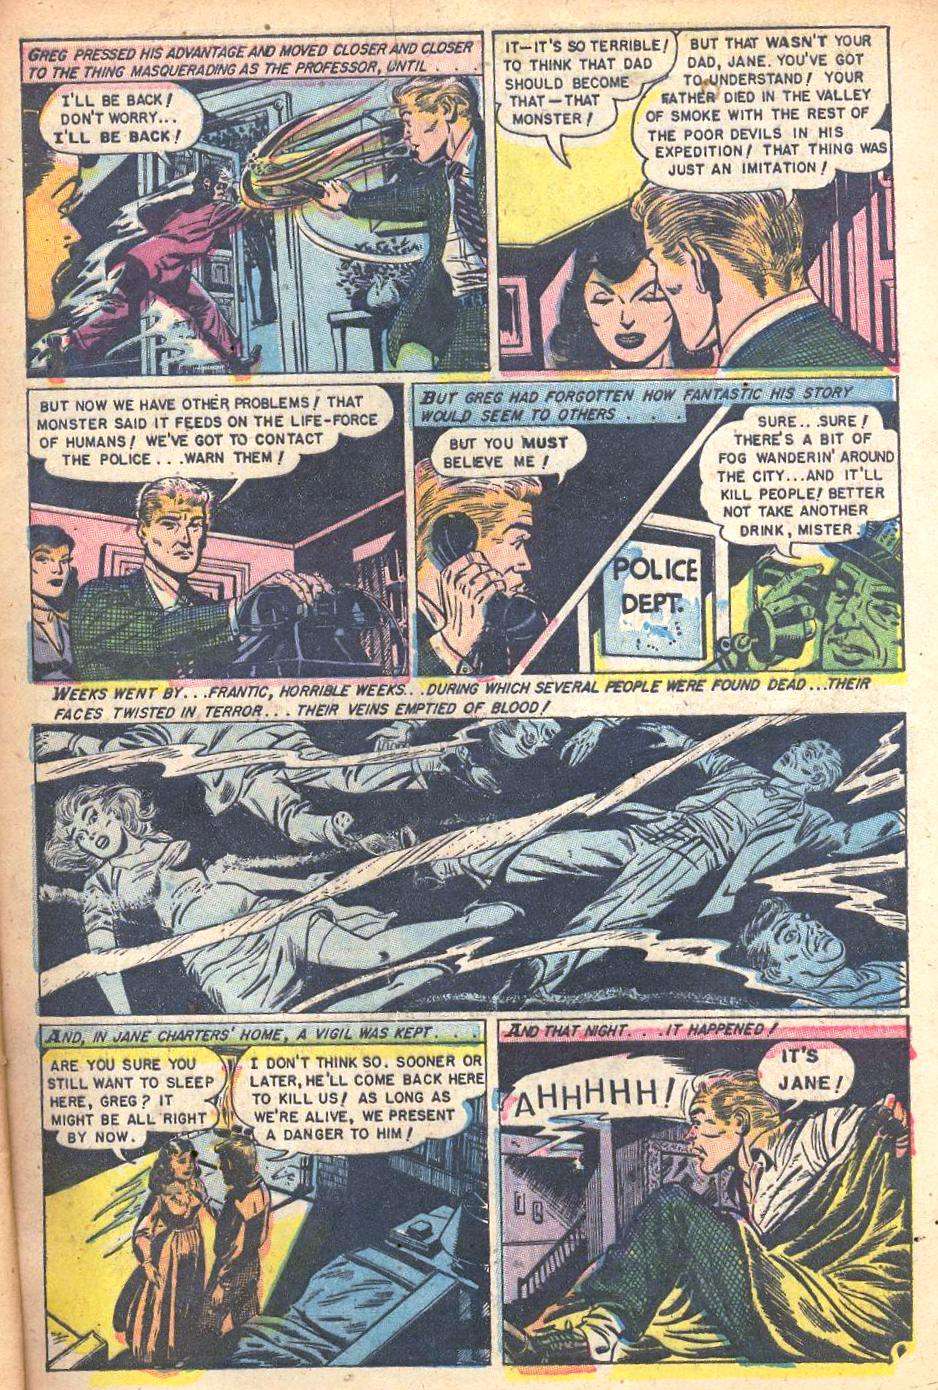 GREG PRESSED HIS ADVANTAGE AND MOVED CLOSER AND CLOSER
TO THE THING MASQUERADING AS THE PROFESSOR, UNTIL . . . .
I'LL BE BACK!
DON'T WORRY...
I'LL BE BACK!
IT—IT'S SO TERRIBLE!
TO THINK THAT DAD
SHOULD BECOME
THAT—THAT
MONSTER!
BUT THAT WASN'T YOUR
DAD, JANE. YOU'VE GOT
TO UNDERSTAND! YOUR
FATHER DIED IN THE VALLEY
OF SMOKE WITH THE REST OF
THE POOR DEVILS IN HIS
EXPEDITION! THAT THING WAS
JUST AN IMITATION!
BUT NOW WE HAVE OTHER PROBLEMS! THAT
MONSTER SAID IT FEEDS ON THE LIFE-FORCE
OF HUMANS! WE'VE GOT TO CONTACT
THE POLICE...WARN THEM!
BUT GREG HAD FORGOTTEN HOW FANTASTIC HIS STORY
WOULD SEEM TO OTHERS . . . .
BUT YOU MUST
BELIEVE ME!
SURE...SURE!
THERE'S A BIT OF
FOG WANDERIN' AROUND
THE CITY...AND IT'LL
KILL PEOPLE! BETTER
NOT TAKE ANOTHER
DRINK, MISTER.
POLICE
DEPT.
WEEKS WENT BY...FRANTIC, HORRIBLE WEEKS...DURING WHICH SEVERAL PEOPLE WERE FOUND DEAD...THEIR
FACES TWISTED IN TERROR...THEIR VEINS EMPTIED OF BLOOD!
AND, IN JANE CHARTERS' HOME, A VIGIL WAS KEPT. . . .
ARE YOU SURE YOU
STILL WANT TO SLEEP
HERE, GREG? IT
MIGHT BE ALL RIGHT
BY NOW.
I DON'T THINK SO. SOONER OR
LATER, HE'LL COME BACK HERE
TO KILL US! AS LONG AS
WE'RE ALIVE, WE PRESENT
A DANGER TO HIM!
AND THAT NIGHT. . .IT HAPPENED!
AHHHHH!
IT'S
JANE!